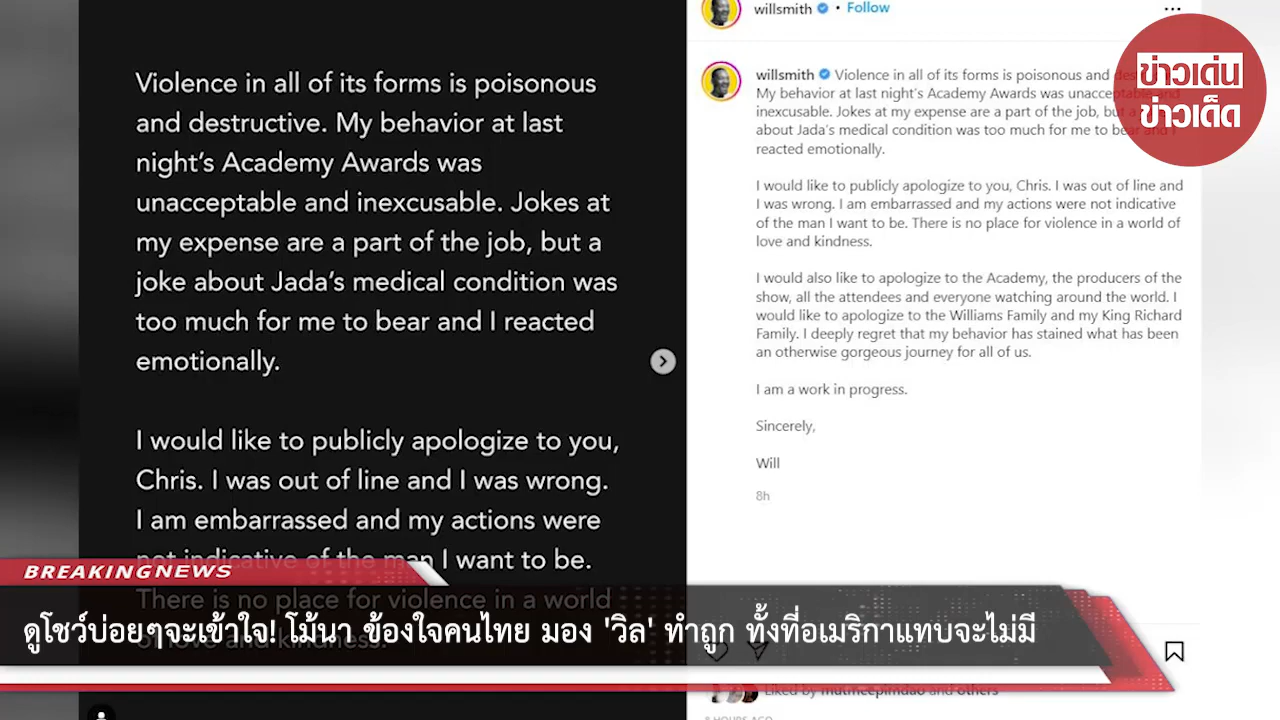 Violence in all of its forms is poisonous
and destructive. My behavior at last
night's Academy Awards was
unacceptable and inexcusable. Jokes at
my expense are a part of the job, but a
joke about Jada's medical condition was
too much for me to bear and I reacted
emotionally.
I would like to publicly apologize to you,
Chris. I was out of line and I was wrong.
I am embarrassed and my actions were
not indicative of the man I want to be.
There is no place for violence in a world
of love and kindness.
willsmith • Follow
willsmith Violence in all of its forms is poisonous and
My behavior at last night's Academy Awards was unacceptable and
inexcusable. Jokes at my expense are a part of the job, but a
about Jada's medical condition was too much for me to bear and I
reacted emotionally.
I would like to publicly apologize to you, Chris. I was out of line and
I was wrong. I am embarrassed and my actions were not indicative
of the man I want to be. There is no place for violence in a world of
love and kindness.
I would also like to apologize to the Academy, the producers of the
show, all the attendees and everyone watching around the world. I
would like to apologize to the Williams Family and my King Richard
Family. I deeply regret that my behavior has stained what has been
an otherwise gorgeous journey for all of us.
I am a work in progress.
Sincerely,
Will
8h
ข่าวเด่น
ข่าวเด็ด
BREAKINGNEWS
ดูโชว์บ่อยๆจะเข้าใจ! โม้นา ข้องใจคนไทย มอง 'วิล' ทำถูก ทั้งที่อเมริกาแทบจะไม่มี
and others
8 HOURS AGO